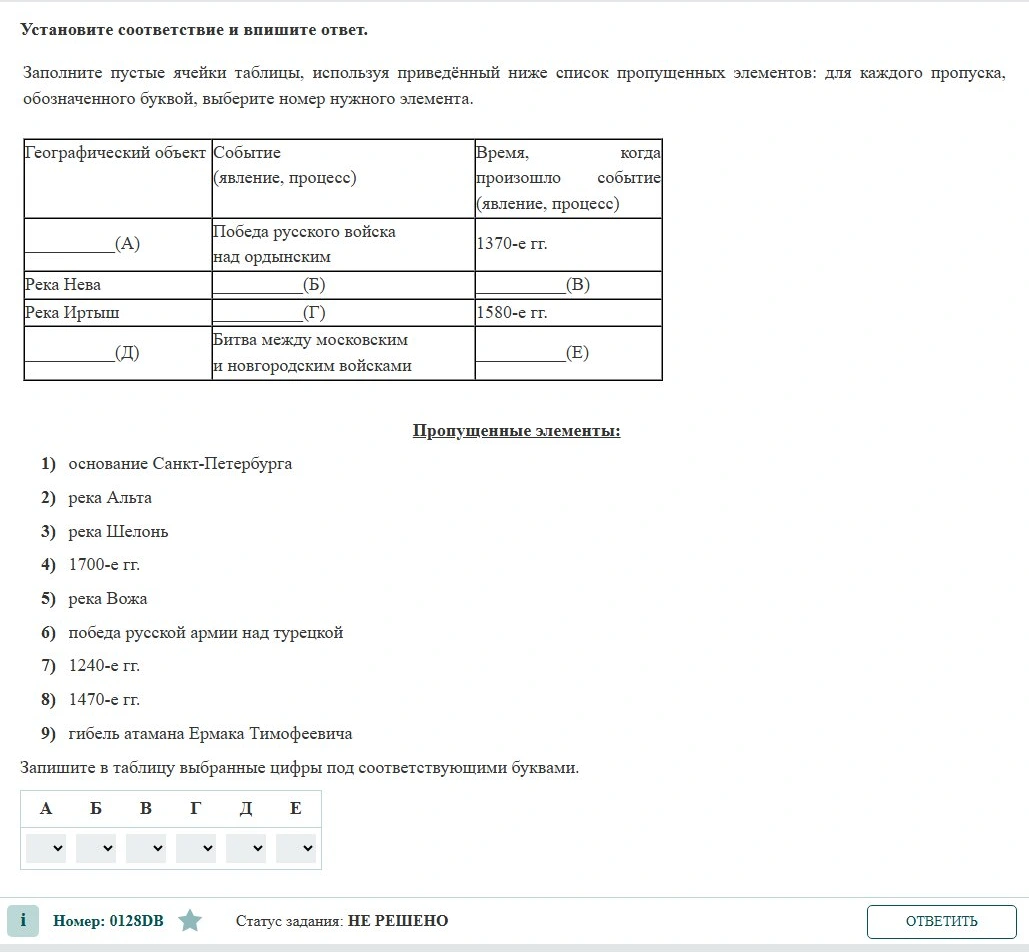 Установите соответствие и впишите ответ.
Заполните пустые ячейки таблицы, используя приведённый ниже список пропущенных элементов: для каждого пропуска,
обозначенного буквой, выберите номер нужного элемента.
Географический объект
Событие
(явление, процесс)
Время, когда
произошло событие
(явление, процесс)
__________(А)
Победа русского войска
над ордынским
1370-е гг.
Река Нева
__________(Б)
__________(В)
Река Иртыш
__________(Г)
1580-е гг.
__________(Д)
Битва между московским
и новгородским войсками
__________(Е)
Пропущенные элементы:
1) основание Санкт-Петербурга
2) река Альта
3) река Шелонь
4) 1700-е гг.
5) река Вожа
6) победа русской армии над турецкой
7) 1240-е гг.
8) 1470-е гг.
9) гибель атамана Ермака Тимофеевича
Запишите в таблицу выбранные цифры под соответствующими буквами.
А Б В Г Д Е
i Номер: 0128DB Статус задания: НЕ РЕШЕНО ОТВЕТИТЬ